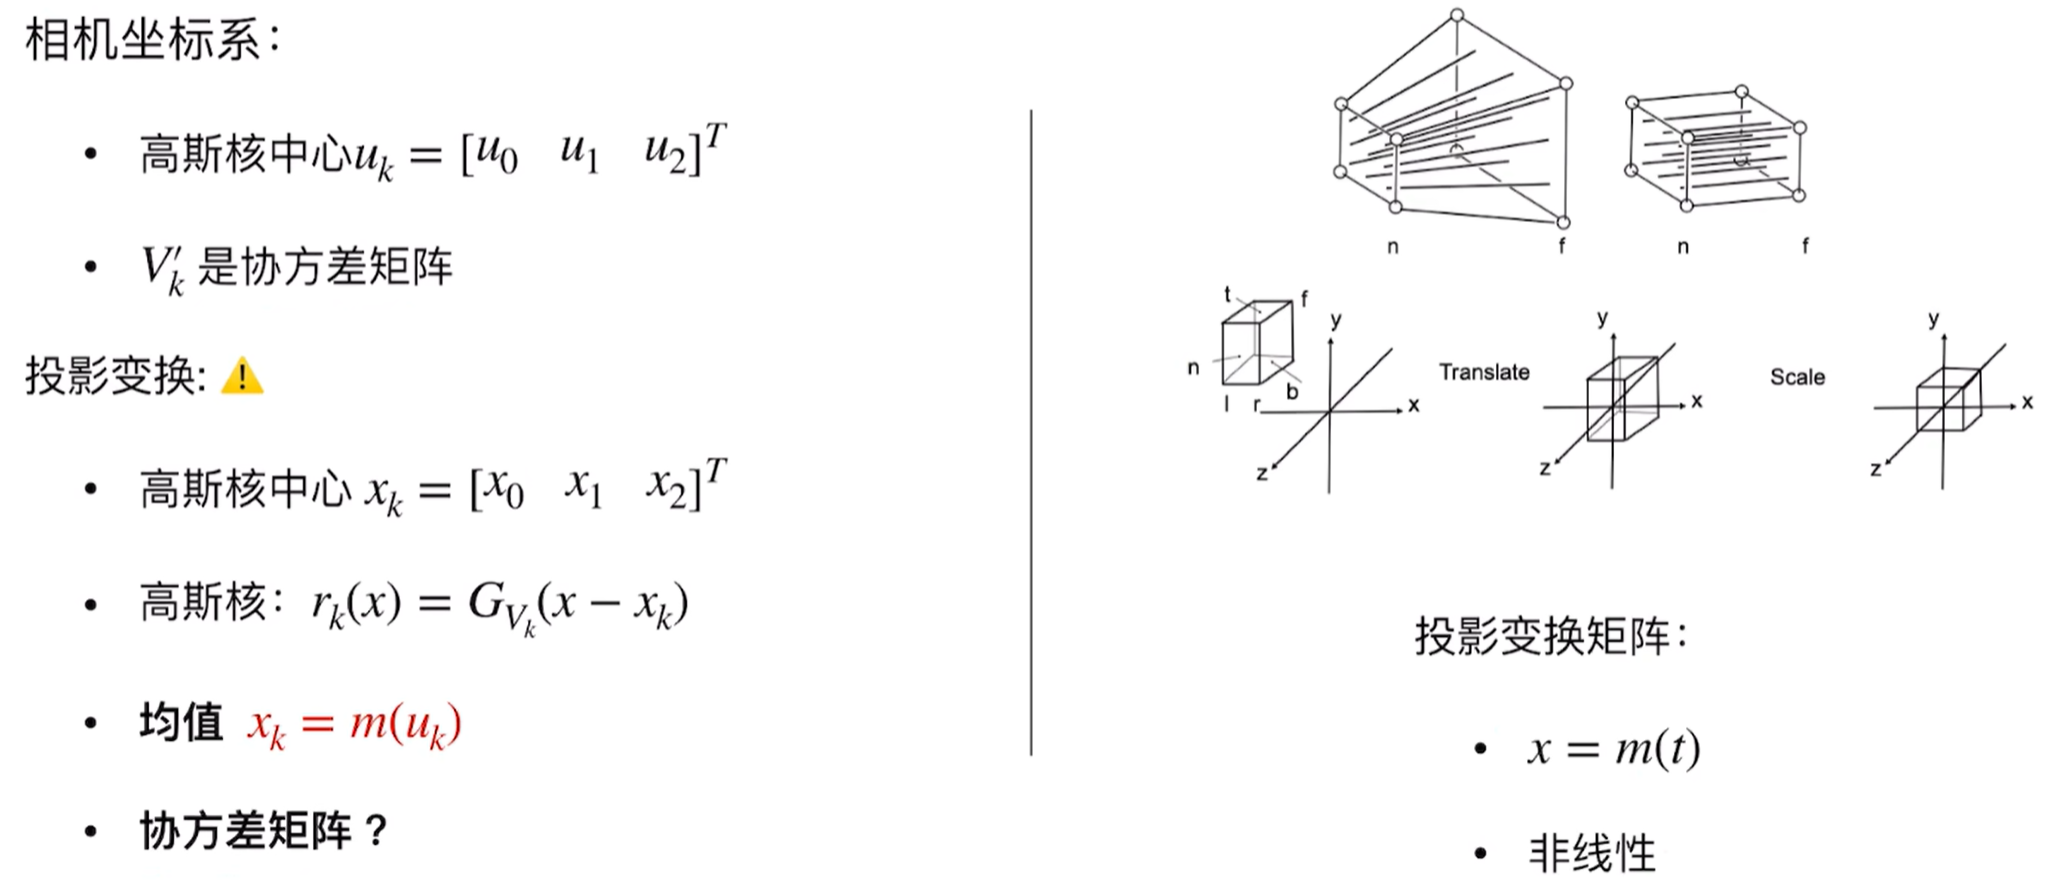 相机坐标系：
• 高斯核中心$u_k = [u_0 \quad u_1 \quad u_2]^T$
• $V'_k$ 是协方差矩阵
投影变换: ⚠️
• 高斯核中心 $x_k = [x_0 \quad x_1 \quad x_2]^T$
• 高斯核：$r_k(x) = G_{V_k}(x - x_k)$
• 均值 $x_k = m(u_k)$
• 协方差矩阵？
n f n f
t f y
n
l r b x
z
Translate
y
x
z
Scale
y
x
z
投影变换矩阵：
• $x = m(t)$
• 非线性